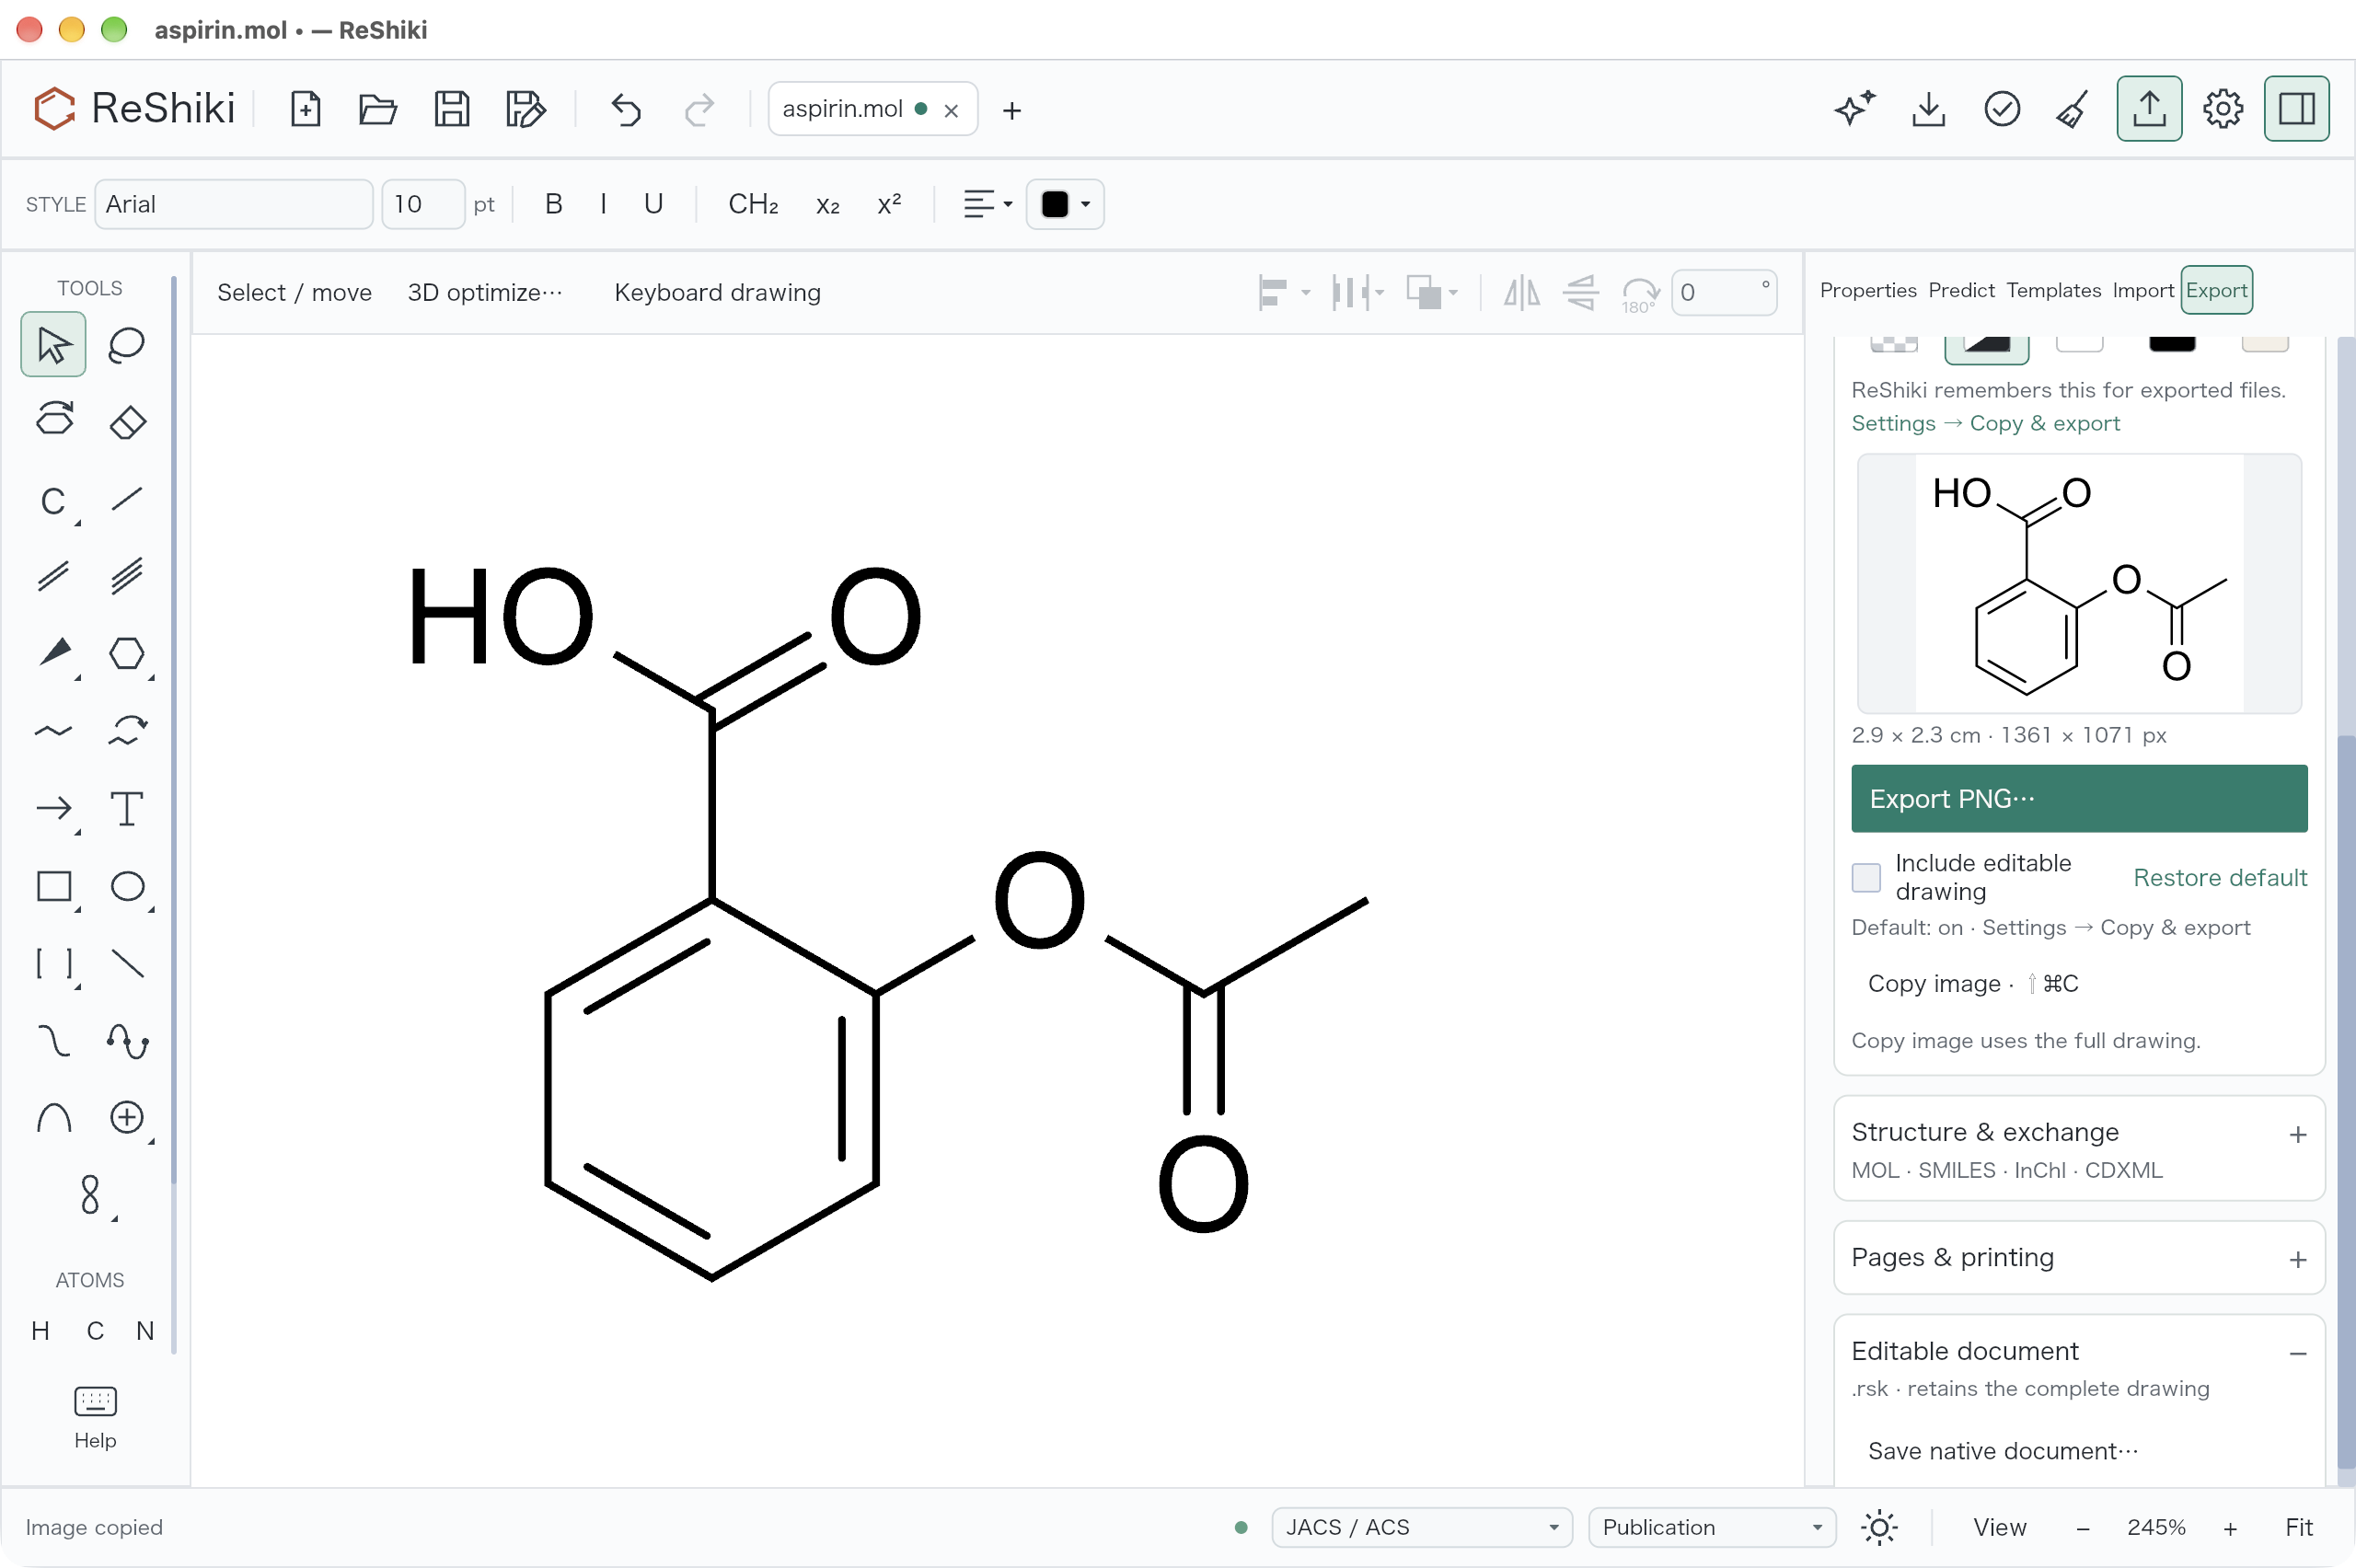 aspirin.mol • — ReShiki
ReShiki
aspirin.mol
STYLE Arial 10 pt B I U CH₂ x₂ x²
TOOLS
Select / move 3D optimize⋯ Keyboard drawing
180°
0 °
Properties Predict Templates Import Export
ReShiki remembers this for exported files.
Settings → Copy & export
HO O
O
O
2.9 × 2.3 cm · 1361 × 1071 px
Export PNG⋯
Include editable
drawing
Restore default
Default: on · Settings → Copy & export
Copy image · ⇧⌘C
Copy image uses the full drawing.
Structure & exchange +
MOL · SMILES · InChI · CDXML
Pages & printing +
Editable document −
.rsk · retains the complete drawing
Save native document⋯
C
T
[ ]
HO O
O
O
ATOMS
H C N
Help
Image copied
JACS / ACS
Publication
View − 245% + Fit